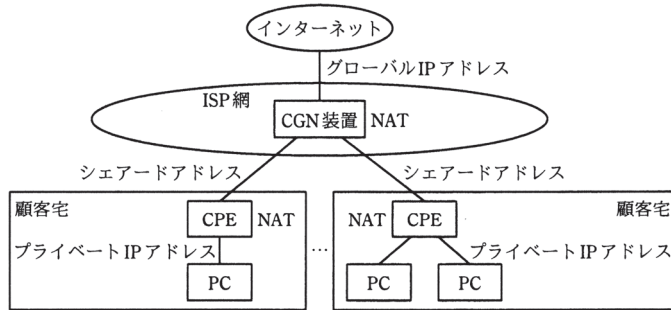 インターネット
グローバルIPアドレス
ISP網
CGN装置 NAT
シェアードアドレス シェアードアドレス
顧客宅 CPE NAT NAT CPE 顧客宅
プライベートIPアドレス … プライベートIPアドレス
PC PC PC